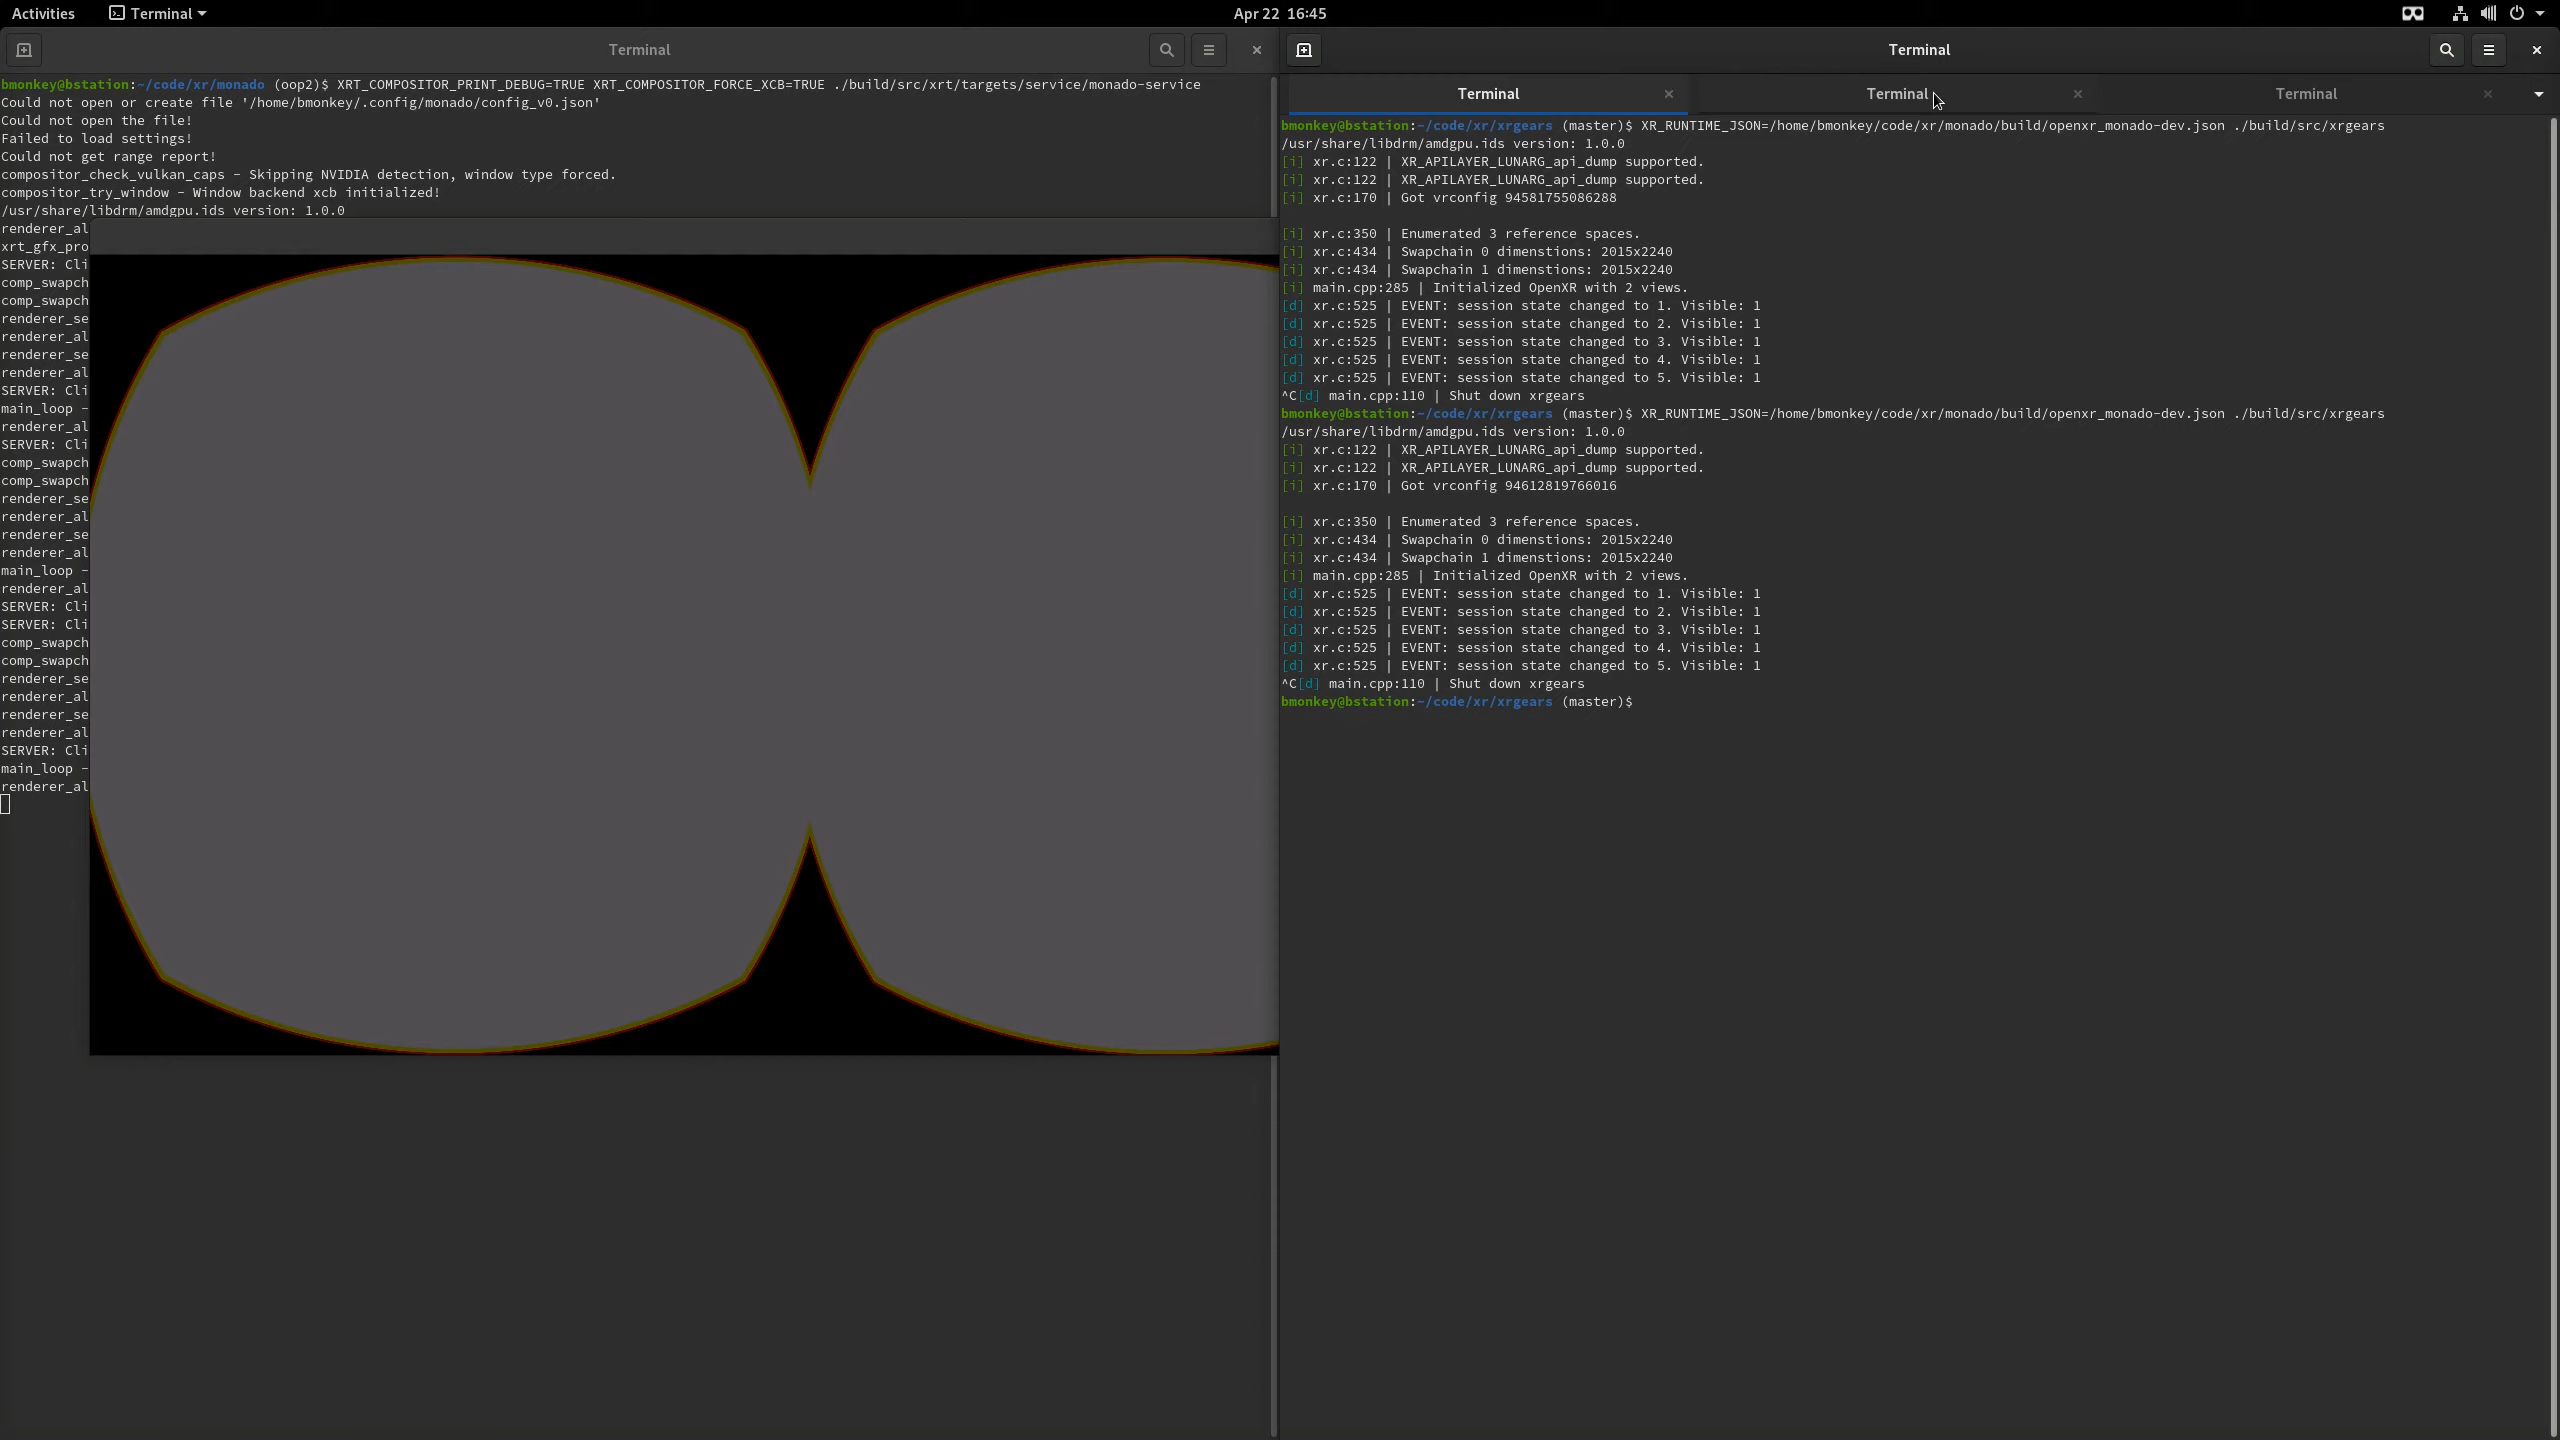 Activities
Terminal
Apr 22  16:45
Terminal
bmonkey@bstation:~/code/xr/monado (oop2)$ XRT_COMPOSITOR_PRINT_DEBUG=TRUE XRT_COMPOSITOR_FORCE_XCB=TRUE ./build/src/xrt/targets/service/monado-service
Could not open or create file '/home/bmonkey/.config/monado/config_v0.json'
Could not open the file!
Failed to load settings!
Could not get range report!
compositor_check_vulkan_caps - Skipping NVIDIA detection, window type forced.
compositor_try_window - Window backend xcb initialized!
/usr/share/libdrm/amdgpu.ids version: 1.0.0
renderer_al
xrt_gfx_pro
SERVER: Cli
comp_swapch
comp_swapch
renderer_se
renderer_al
renderer_se
renderer_al
SERVER: Cli
main_loop -
renderer_al
SERVER: Cli
comp_swapch
comp_swapch
renderer_se
renderer_al
renderer_se
renderer_al
main_loop -
renderer_al
SERVER: Cli
SERVER: Cli
comp_swapch
comp_swapch
renderer_se
renderer_al
renderer_se
renderer_al
SERVER: Cli
main_loop -
renderer_al
Terminal
Terminal
Terminal
Terminal
bmonkey@bstation:~/code/xr/xrgears (master)$ XR_RUNTIME_JSON=/home/bmonkey/code/xr/monado/build/openxr_monado-dev.json ./build/src/xrgears
/usr/share/libdrm/amdgpu.ids version: 1.0.0
[i] xr.c:122 | XR_APILAYER_LUNARG_api_dump supported.
[i] xr.c:122 | XR_APILAYER_LUNARG_api_dump supported.
[i] xr.c:170 | Got vrconfig 94581755086288
[i] xr.c:350 | Enumerated 3 reference spaces.
[i] xr.c:434 | Swapchain 0 dimenstions: 2015x2240
[i] xr.c:434 | Swapchain 1 dimenstions: 2015x2240
[i] main.cpp:285 | Initialized OpenXR with 2 views.
[d] xr.c:525 | EVENT: session state changed to 1. Visible: 1
[d] xr.c:525 | EVENT: session state changed to 2. Visible: 1
[d] xr.c:525 | EVENT: session state changed to 3. Visible: 1
[d] xr.c:525 | EVENT: session state changed to 4. Visible: 1
[d] xr.c:525 | EVENT: session state changed to 5. Visible: 1
^C[d] main.cpp:110 | Shut down xrgears
bmonkey@bstation:~/code/xr/xrgears (master)$ XR_RUNTIME_JSON=/home/bmonkey/code/xr/monado/build/openxr_monado-dev.json ./build/src/xrgears
/usr/share/libdrm/amdgpu.ids version: 1.0.0
[i] xr.c:122 | XR_APILAYER_LUNARG_api_dump supported.
[i] xr.c:122 | XR_APILAYER_LUNARG_api_dump supported.
[i] xr.c:170 | Got vrconfig 94612819766016
[i] xr.c:350 | Enumerated 3 reference spaces.
[i] xr.c:434 | Swapchain 0 dimenstions: 2015x2240
[i] xr.c:434 | Swapchain 1 dimenstions: 2015x2240
[i] main.cpp:285 | Initialized OpenXR with 2 views.
[d] xr.c:525 | EVENT: session state changed to 1. Visible: 1
[d] xr.c:525 | EVENT: session state changed to 2. Visible: 1
[d] xr.c:525 | EVENT: session state changed to 3. Visible: 1
[d] xr.c:525 | EVENT: session state changed to 4. Visible: 1
[d] xr.c:525 | EVENT: session state changed to 5. Visible: 1
^C[d] main.cpp:110 | Shut down xrgears
bmonkey@bstation:~/code/xr/xrgears (master)$